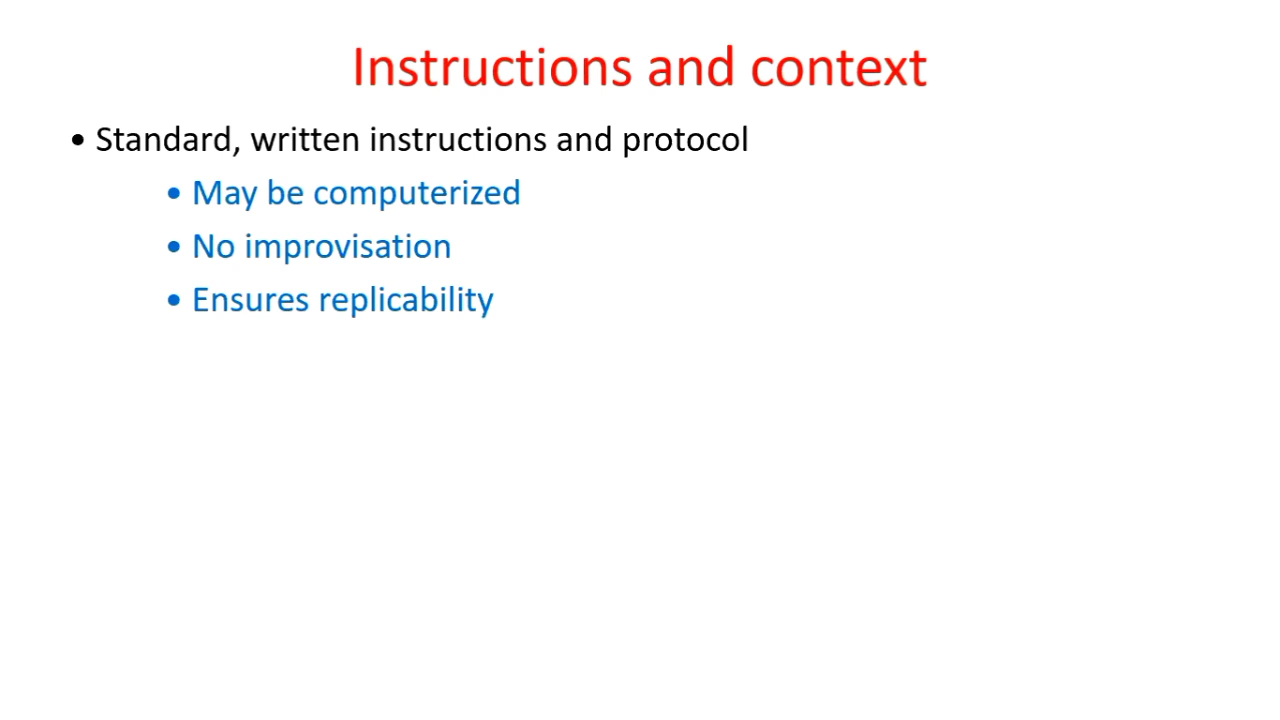 Instructions and context
• Standard, written instructions and protocol
• May be computerized
• No improvisation
• Ensures replicability